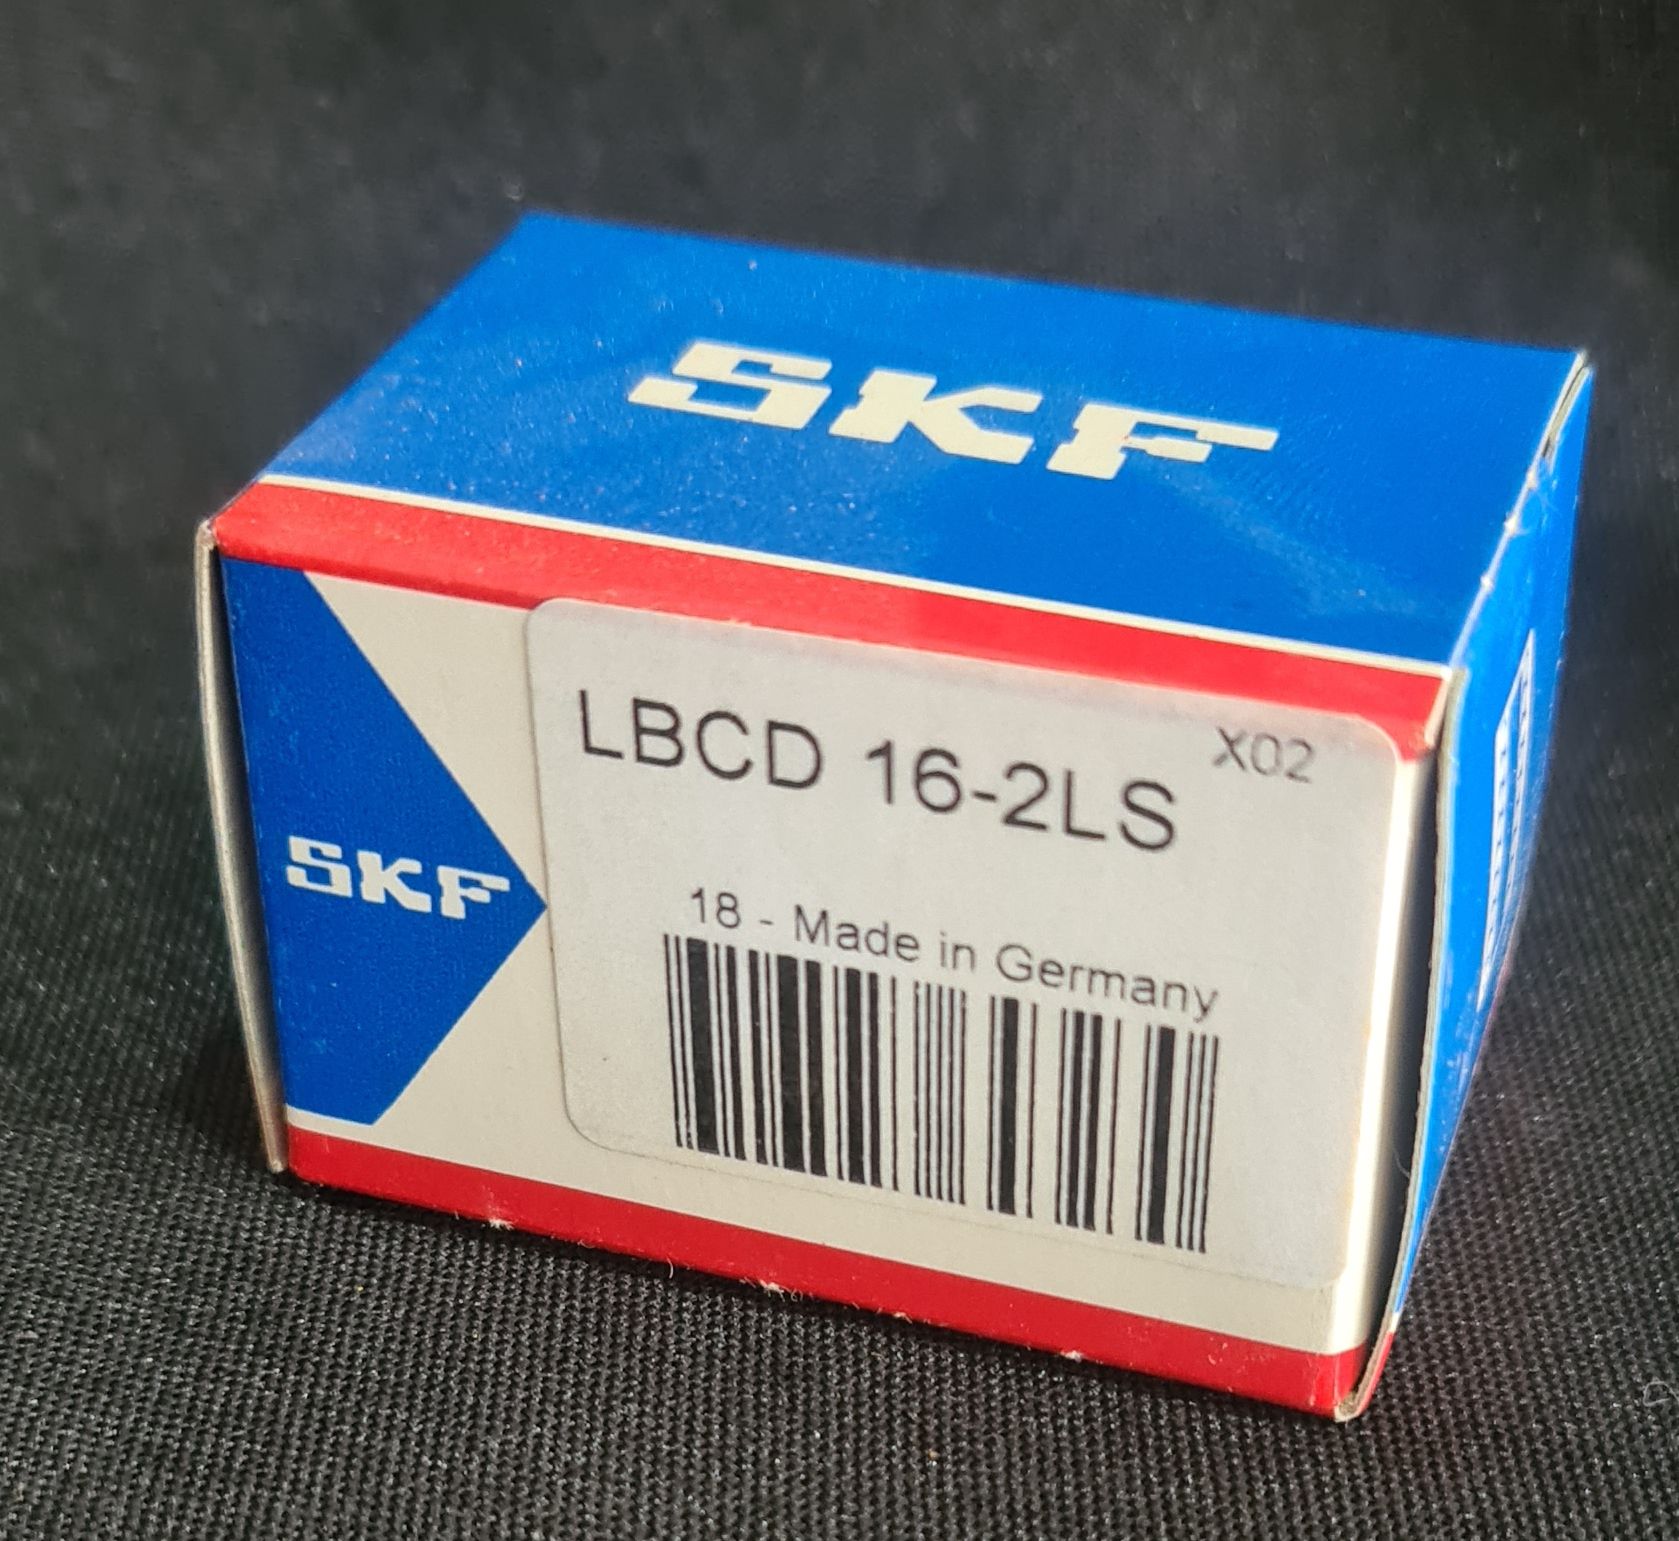 SKF
LBCD 16-2LS
X02
SKF
18 - Made in Germany